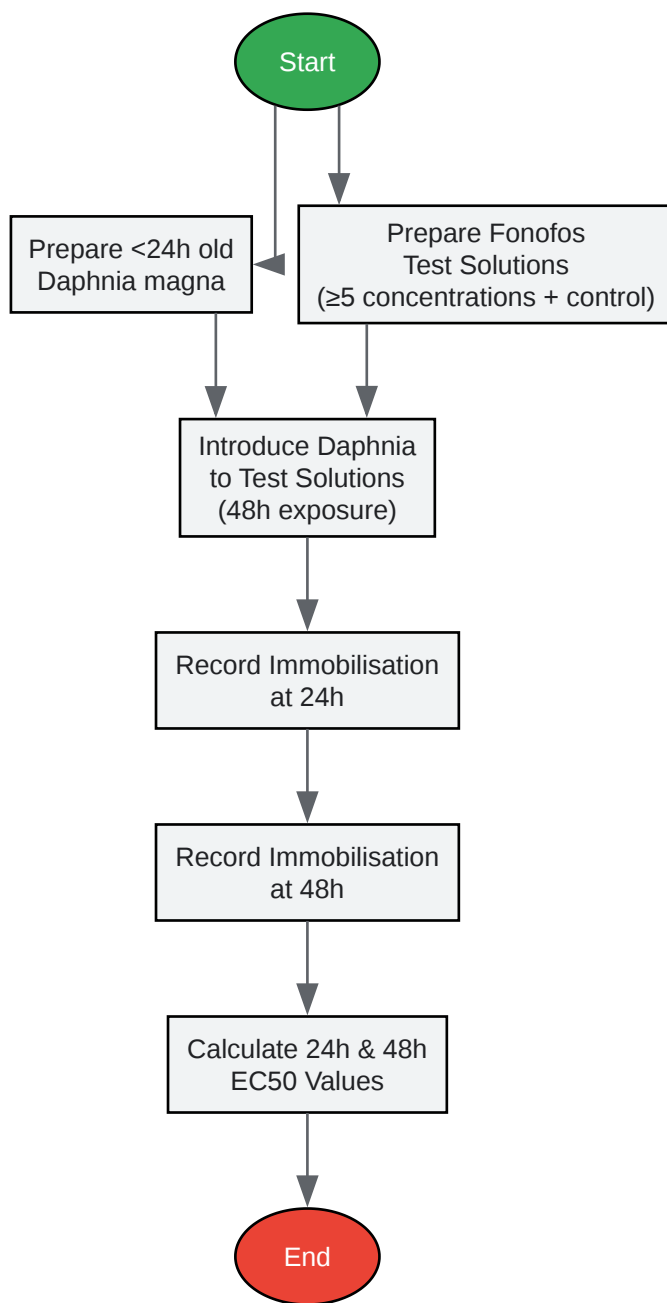 Start
Prepare <24h old
Daphnia magna
Prepare Fonofos
Test Solutions
(≥5 concentrations + control)
Introduce Daphnia
to Test Solutions
(48h exposure)
Record Immobilisation
at 24h
Record Immobilisation
at 48h
Calculate 24h & 48h
EC50 Values
End